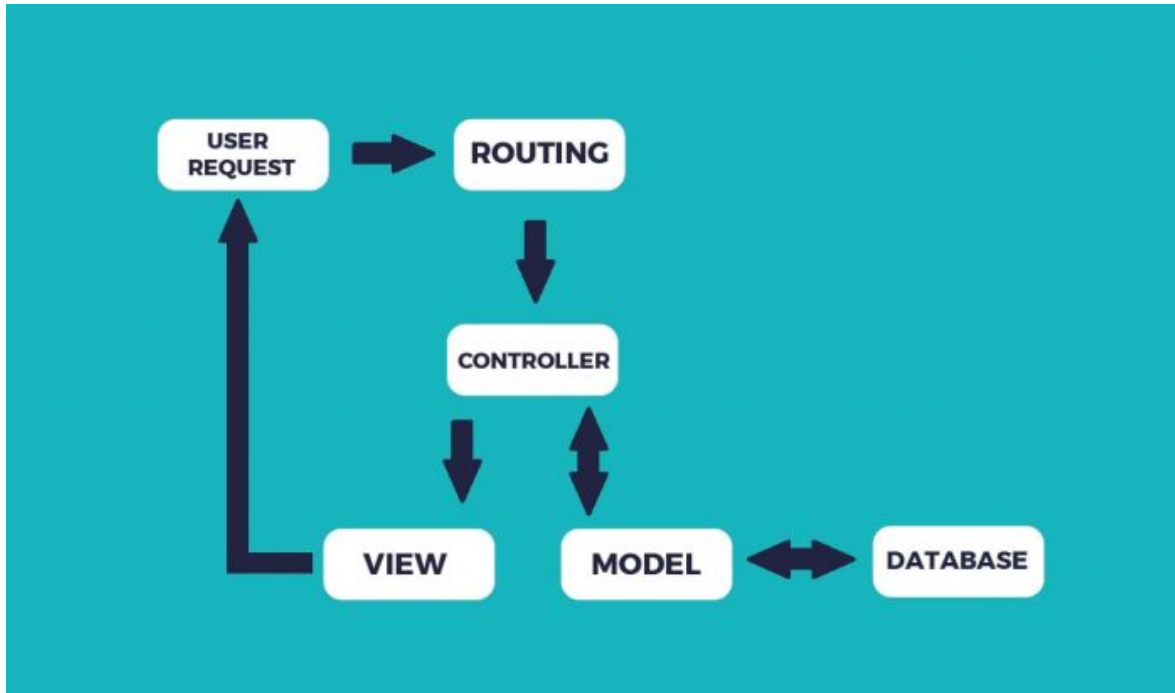 USER
REQUEST
ROUTING
CONTROLLER
VIEW
MODEL
DATABASE